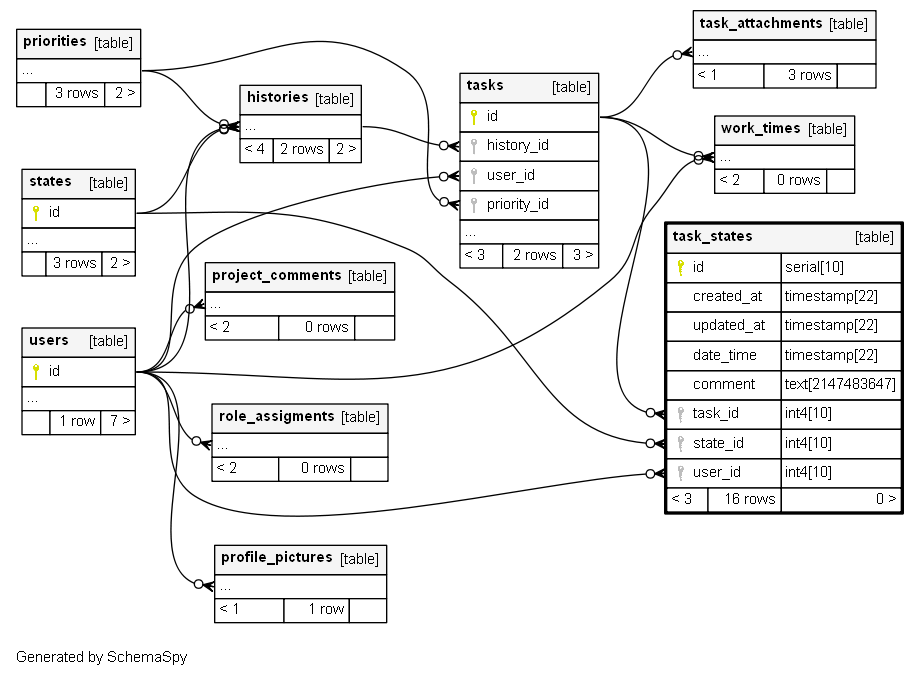 priorities [table]
...
3 rows 2 >
histories [table]
...
< 4 2 rows 2 >
states [table]
id
...
3 rows 2 >
users [table]
id
...
1 row 7 >
project_comments [table]
...
< 2 0 rows
role_assigments [table]
...
< 2 0 rows
profile_pictures [table]
...
< 1 1 row
tasks [table]
id
history_id
user_id
priority_id
...
< 3 2 rows 3 >
task_attachments [table]
...
< 1 3 rows
work_times [table]
...
< 2 0 rows
task_states [table]
id serial[10]
created_at timestamp[22]
updated_at timestamp[22]
date_time timestamp[22]
comment text[2147483647]
task_id int4[10]
state_id int4[10]
user_id int4[10]
< 3 16 rows 0 >
Generated by SchemaSpy